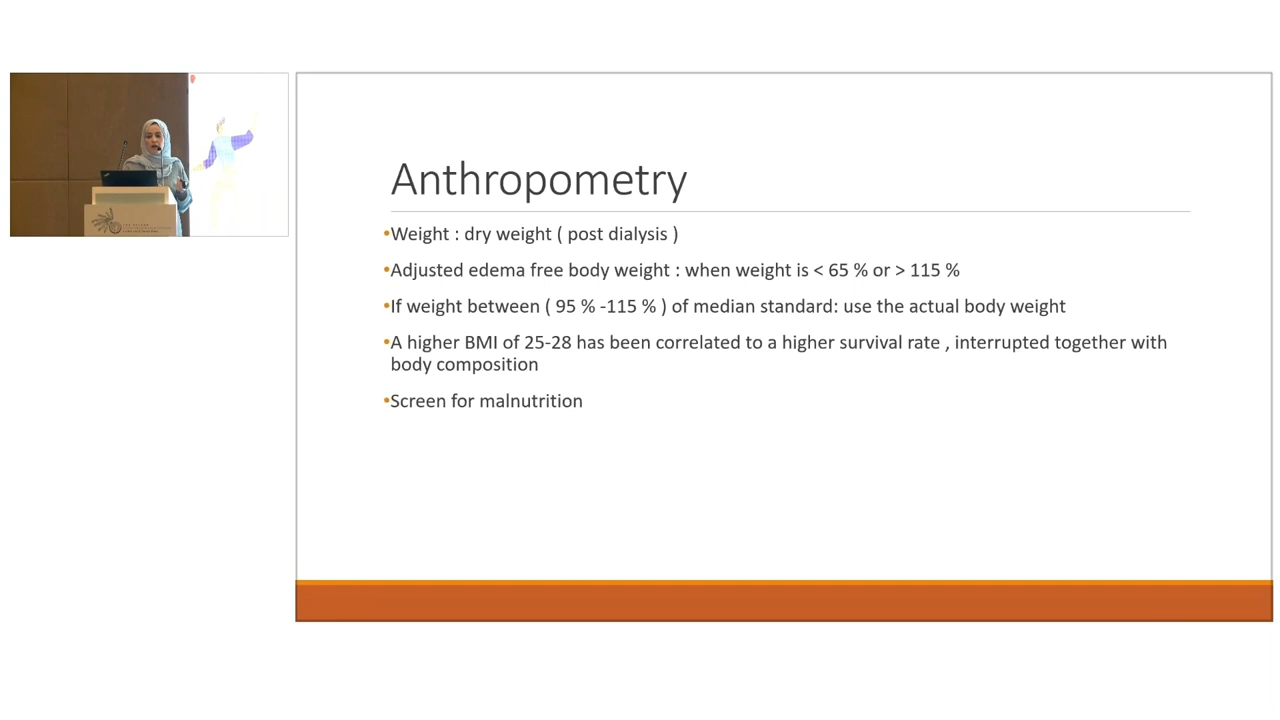 Anthropometry
•Weight : dry weight ( post dialysis )
•Adjusted edema free body weight : when weight is < 65 % or > 115 %
•If weight between ( 95 % -115 % ) of median standard: use the actual body weight
•A higher BMI of 25-28 has been correlated to a higher survival rate , interrupted together with
body composition
•Screen for malnutrition